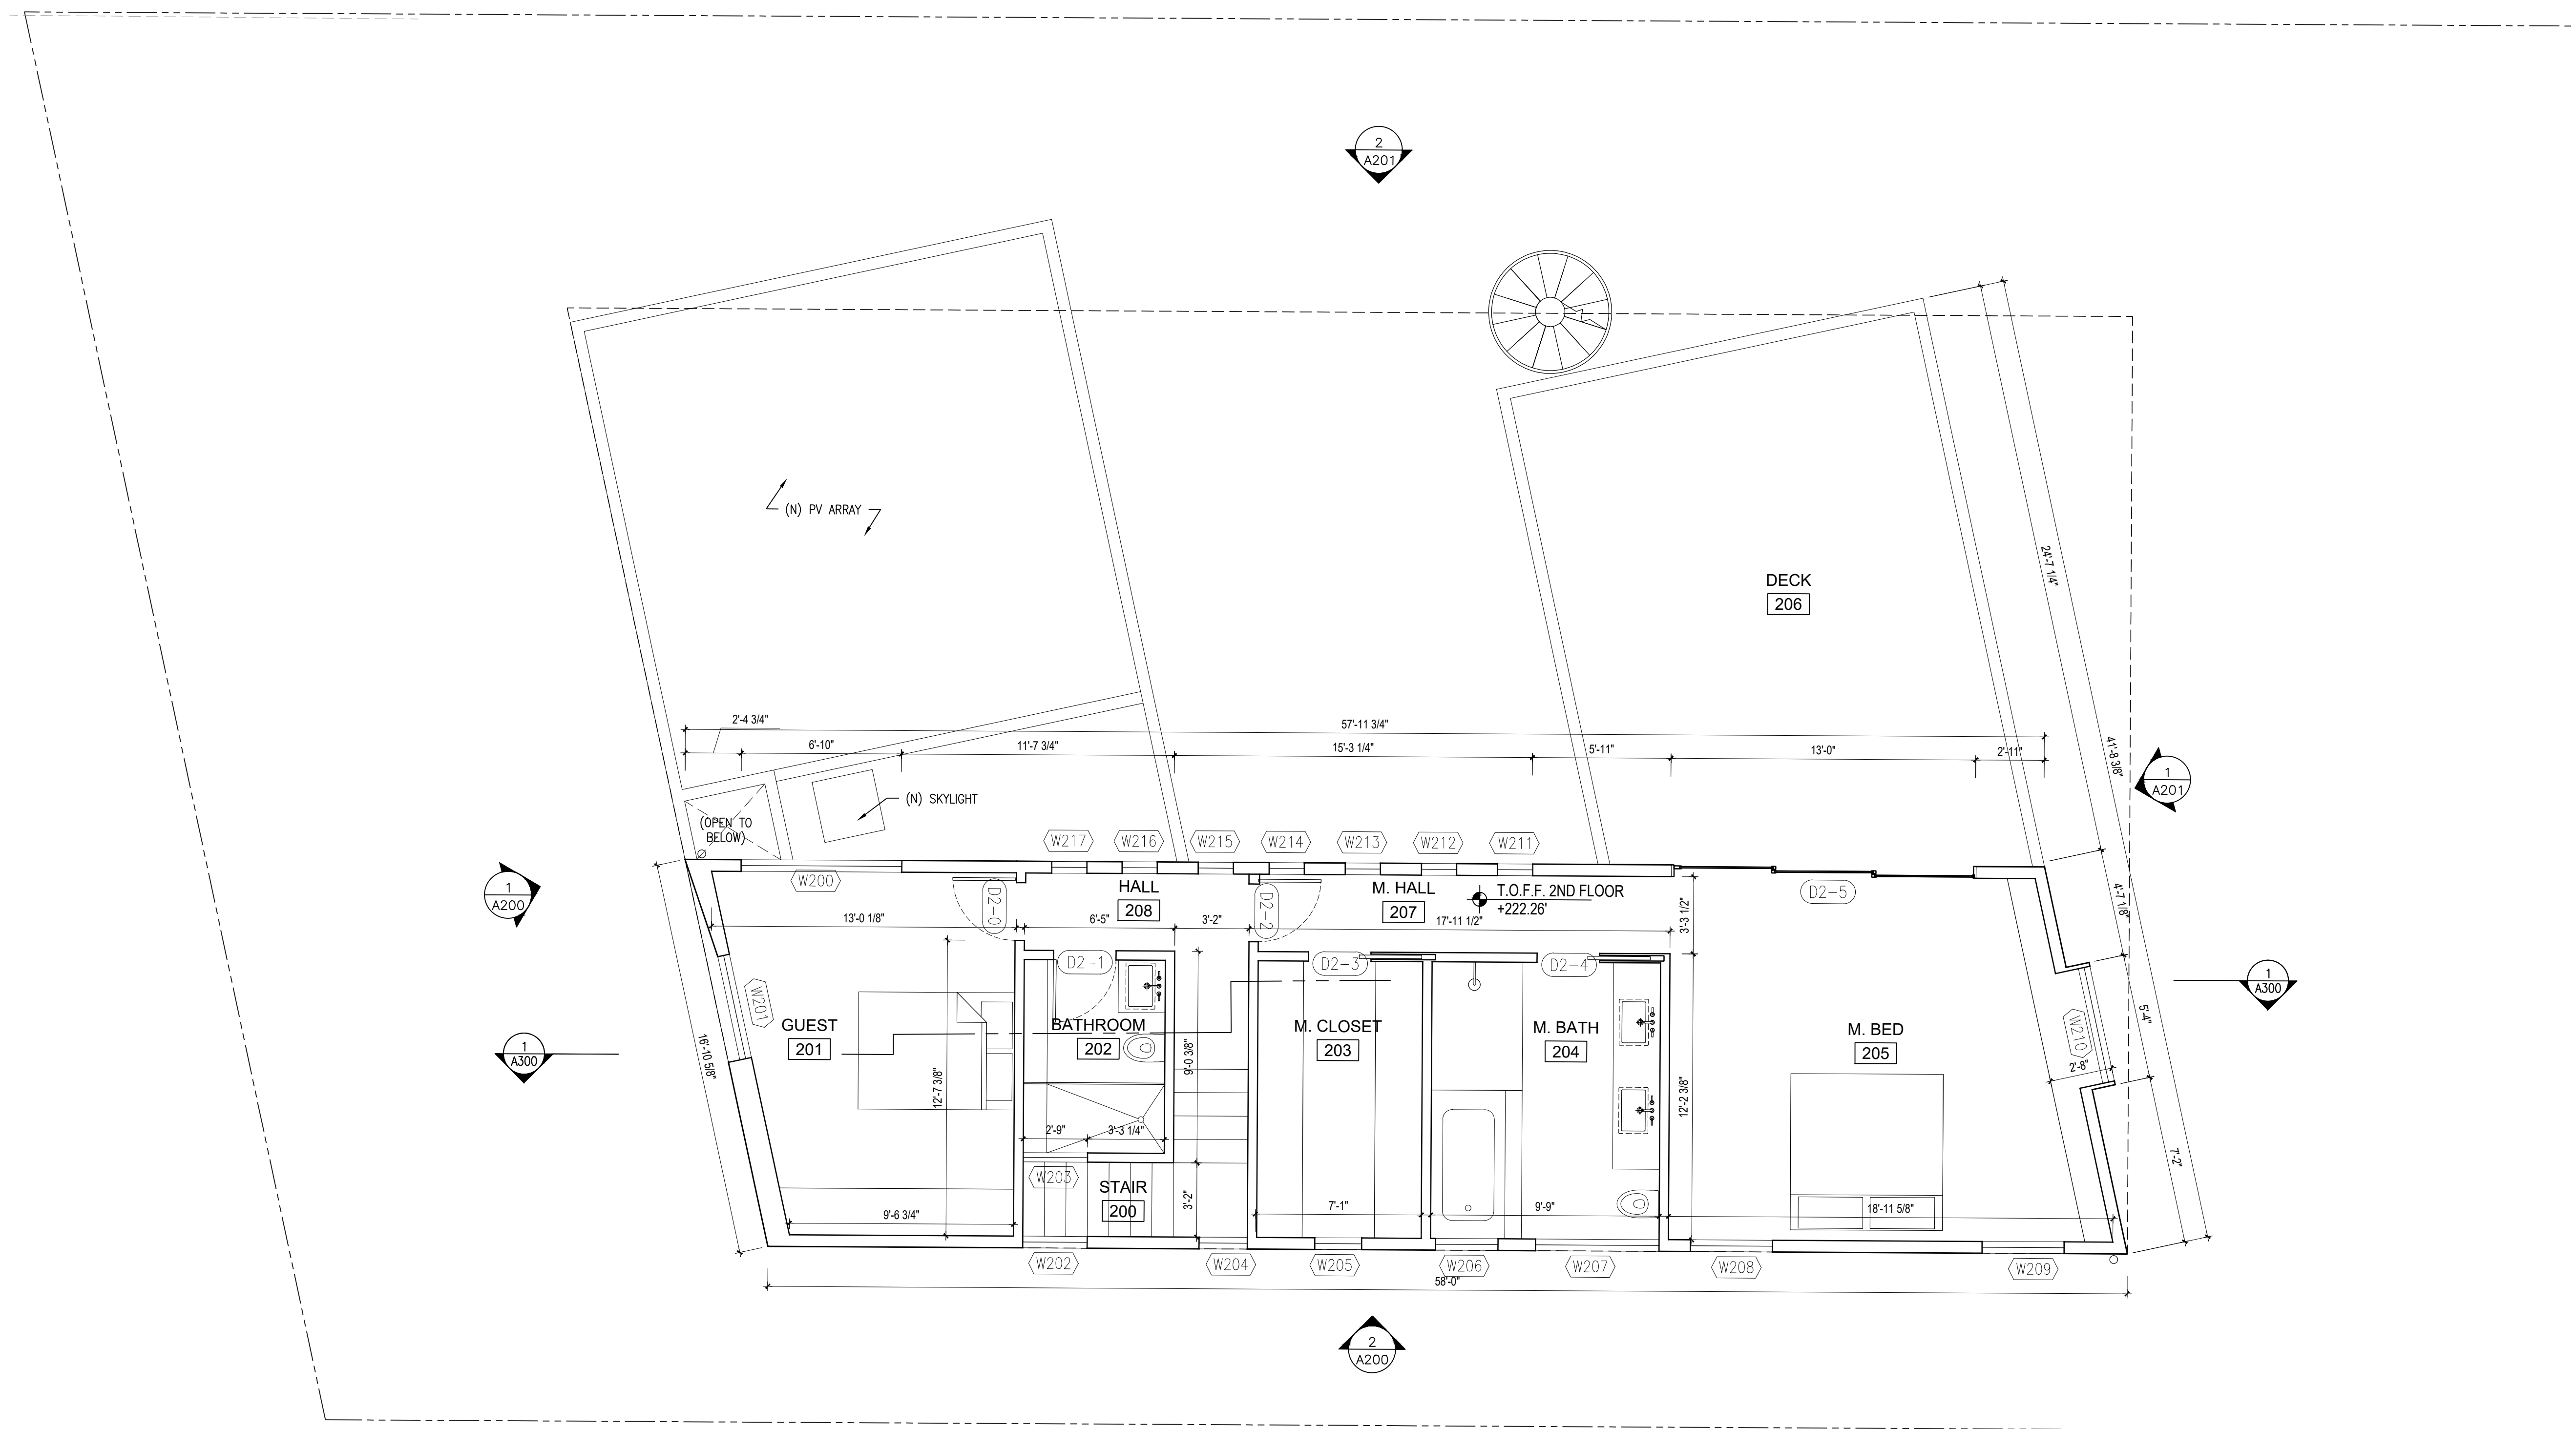 2
A201
24'-7 1/4"
(N) PV ARRAY
DECK
206
2'-4 3/4"
57'-11 3/4"
6'-10"
11'-7 3/4"
15'-3 1/4"
5'-11"
13'-0"
2'-11"
41'-8 3/8"
1
A201
(N) SKYLIGHT
(OPEN TO
BELOW)
W217
W216
W215
W214
W213
W212
W211
W200
1
A200
D2-0
HALL
208
D2-2
M. HALL
207
T.O.F.F. 2ND FLOOR
+222.26'
D2-5
4'-7 1/8"
13'-0 1/8"
6'-5"
3'-2"
17'-11 1/2"
3'-3 1/2"
D2-1
D2-3
D2-4
1
A300
W201
GUEST
201
BATHROOM
202
M. CLOSET
203
M. BATH
204
M. BED
205
W210
5'-4"
2'-8"
1
A300
16'-10 5/8"
12'-7 3/8"
9'-0 3/8"
12'-2 3/8"
2'-9"
3'-3 1/4"
7'-2"
W203
STAIR
200
3'-2"
9'-6 3/4"
7'-1"
9'-9"
18'-11 5/8"
W202
W204
W205
W206
W207
W208
W209
58'-0"
2
A200